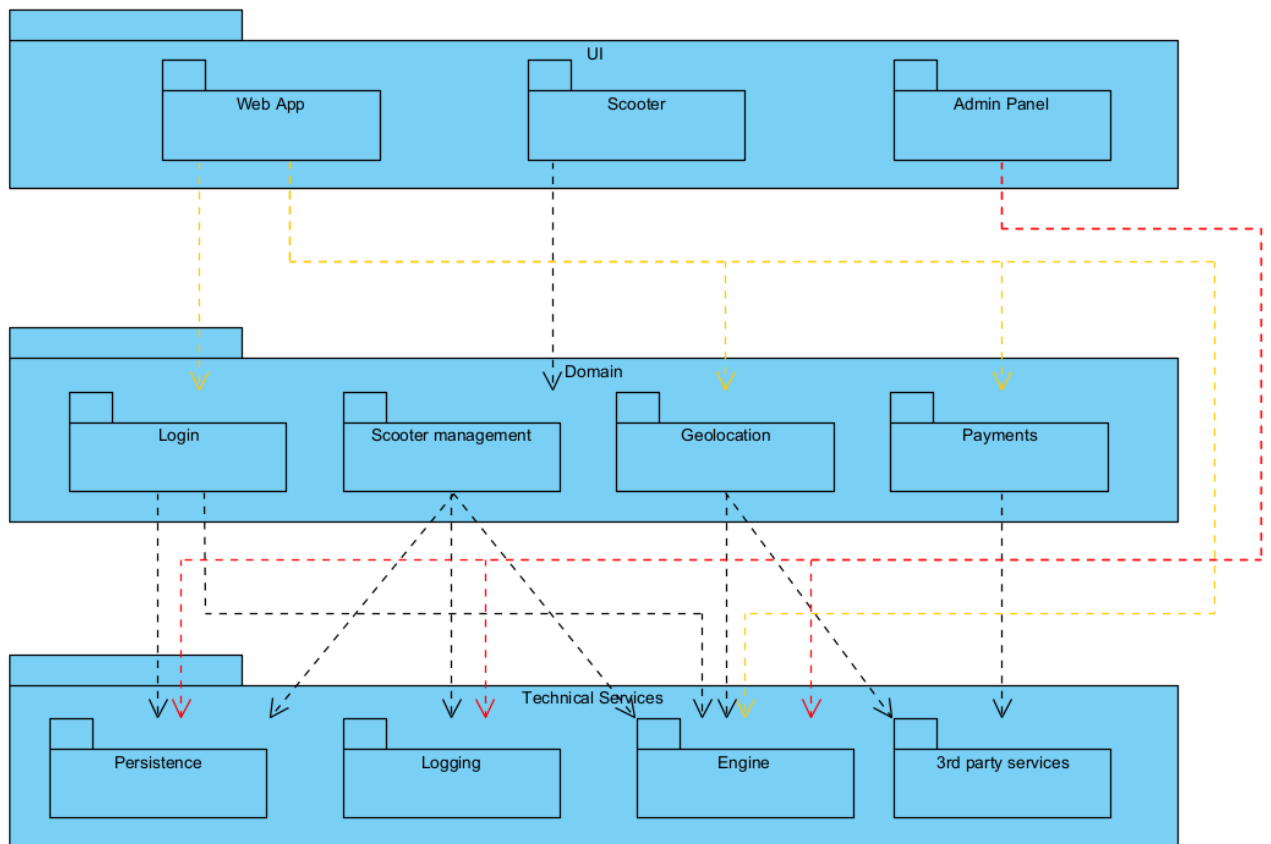 UI
Web App
Scooter
Admin Panel
Domain
Login
Scooter management
Geolocation
Payments
Technical Services
Persistence
Logging
Engine
3rd party services